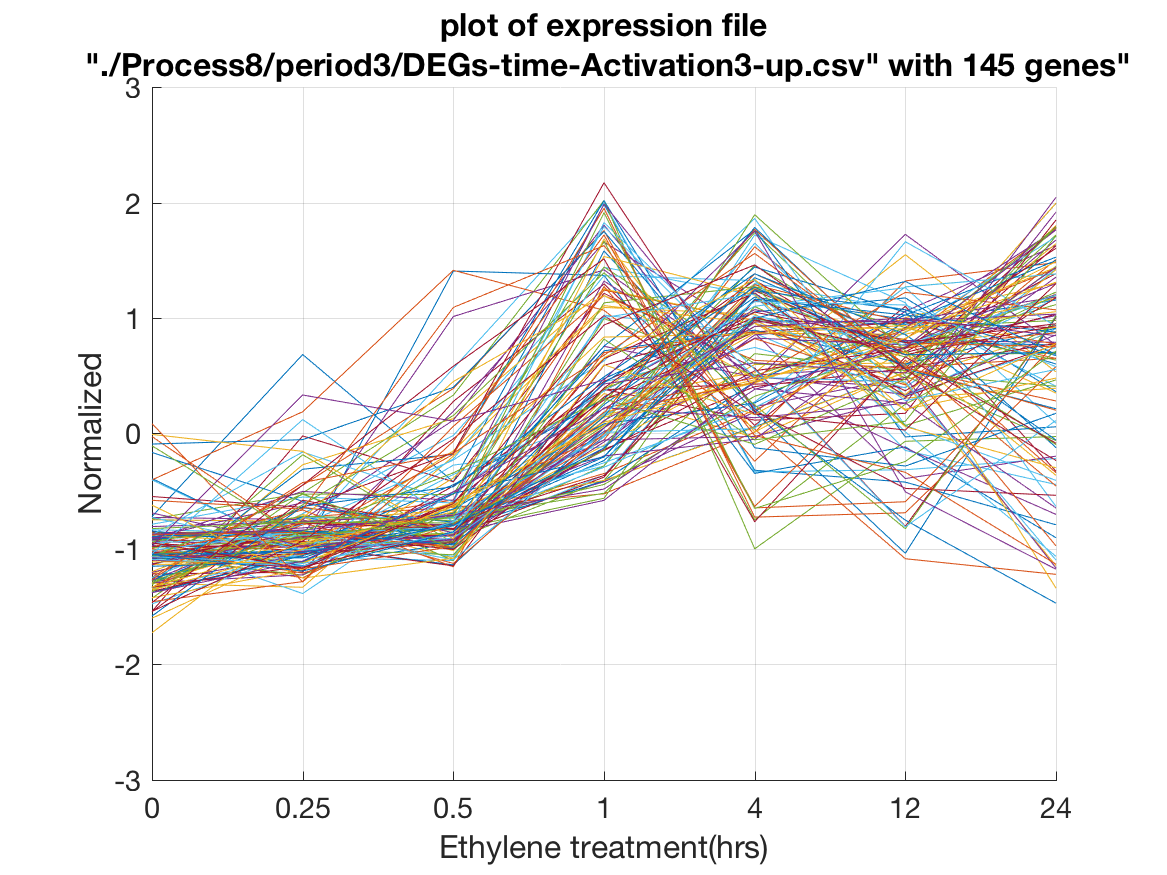 plot of expression file
"./Process8/period3/DEGs-time-Activation3-up.csv" with 145 genes"
3
2
1
0
-1
-2
-3
Normalized
0 0.25 0.5 1 4 12 24
Ethylene treatment(hrs)